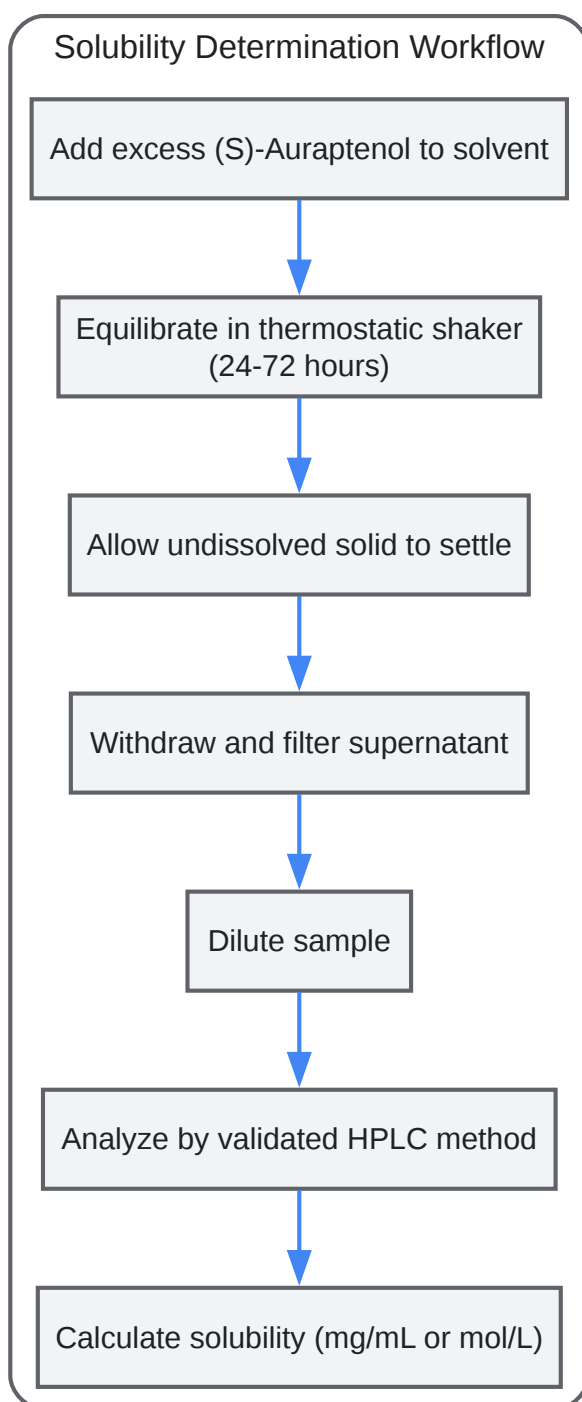 Solubility Determination Workflow
Add excess (S)-Auraptenol to solvent
Equilibrate in thermostatic shaker
(24-72 hours)
Allow undissolved solid to settle
Withdraw and filter supernatant
Dilute sample
Analyze by validated HPLC method
Calculate solubility (mg/mL or mol/L)